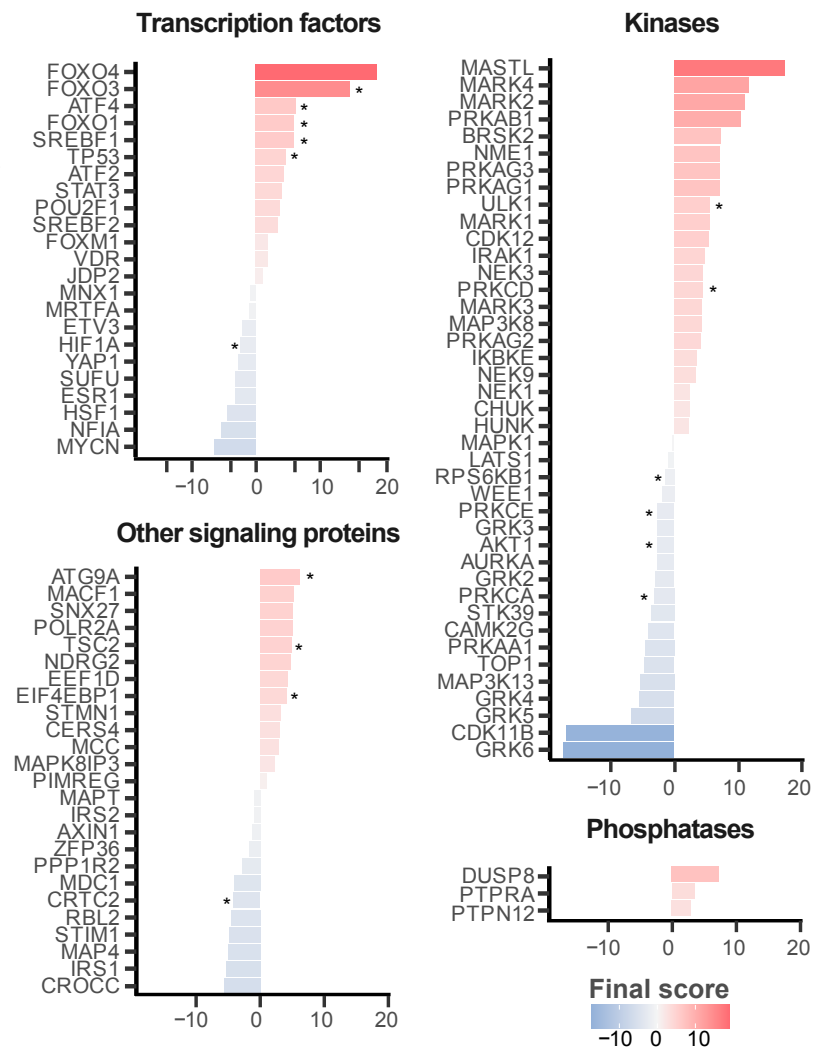 Transcription factors
FOXO4
FOXO3 *
ATF4 *
FOXO1 *
SREBF1 *
TP53 *
ATF2
STAT3
POU2F1
SREBF2
FOXM1
VDR
JDP2
MNX1
MRTFA
ETV3
HIF1A *
YAP1
SUFU
ESR1
HSF1
NFIA
MYCN
−10 0 10 20
Other signaling proteins
ATG9A *
MACF1
SNX27
POLR2A
TSC2 *
NDRG2
EEF1D
EIF4EBP1 *
STMN1
CERS4
MCC
MAPK8IP3
PIMREG
MAPT
IRS2
AXIN1
ZFP36
PPP1R2
MDC1
CRTC2 *
RBL2
STIM1
MAP4
IRS1
CROCC
−10 0 10 20
Kinases
MASTL
MARK4
MARK2
PRKAB1
BRSK2
NME1
PRKAG3
PRKAG1
ULK1 *
MARK1
CDK12
IRAK1
NEK3
PRKCD *
MARK3
MAP3K8
PRKAG2
IKBKE
NEK9
NEK1
CHUK
HUNK
MAPK1
LATS1
RPS6KB1 *
WEE1
PRKCE *
GRK3
AKT1 *
AURKA
GRK2
PRKCA *
STK39
CAMK2G
PRKAA1
TOP1
MAP3K13
GRK4
GRK5
CDK11B
GRK6
−10 0 10 20
Phosphatases
DUSP8
PTPRA
PTPN12
−10 0 10 20
Final score
−10 0 10